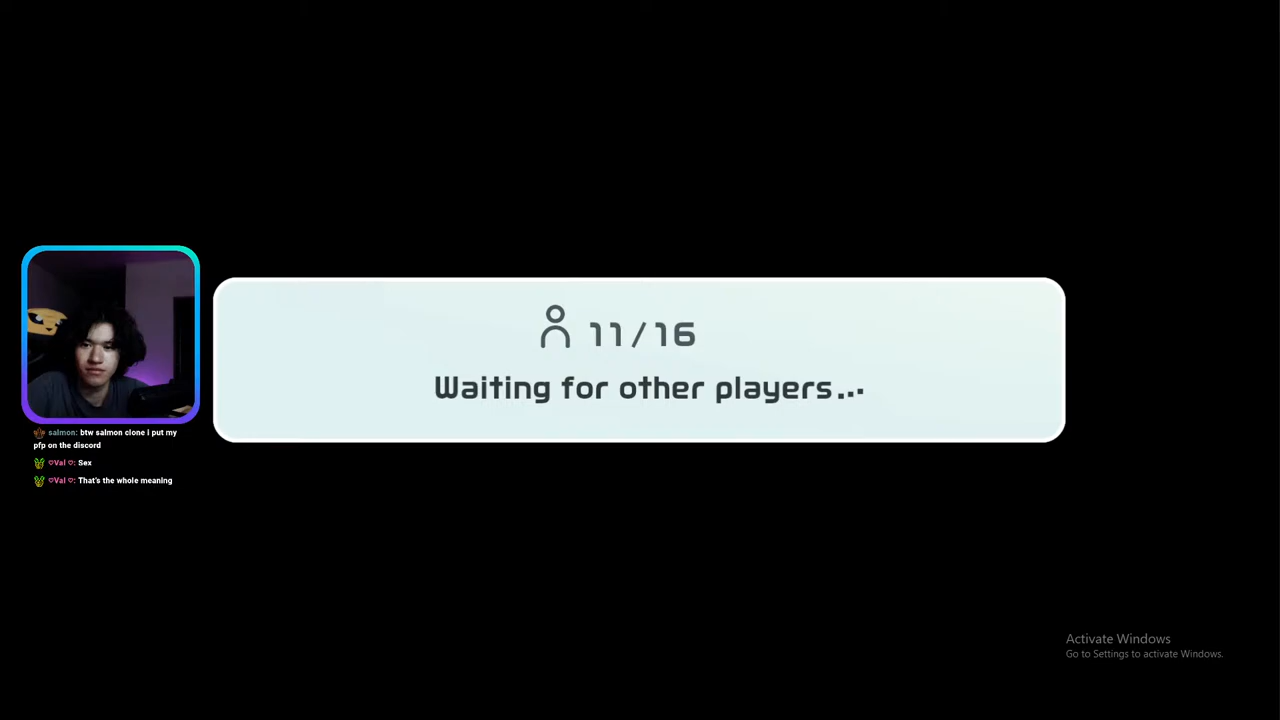 11/16
Waiting for other players...
salmon: btw salmon clone i put my
pfp on the discord
♡Val ♡: Sex
♡Val ♡: That's the whole meaning
Activate Windows
Go to Settings to activate Windows.